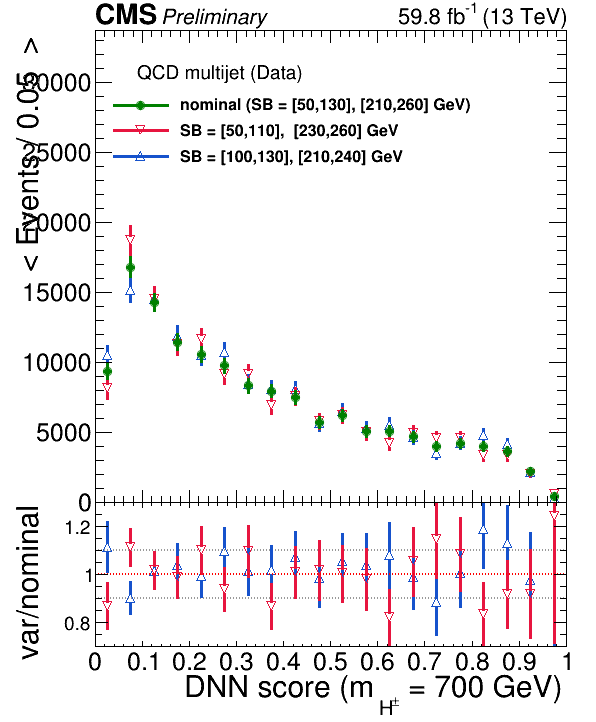 CMS Preliminary 59.8 fb⁻¹ (13 TeV)
< Events / 0.05 >
QCD multijet (Data)
nominal (SB = [50,130], [210,260] GeV)
SB = [50,110], [230,260] GeV
SB = [100,130], [210,240] GeV
30000
25000
20000
15000
10000
5000
0
var/nominal
1.2
1
0.8
0 0.1 0.2 0.3 0.4 0.5 0.6 0.7 0.8 0.9 1
DNN score (m_H± = 700 GeV)